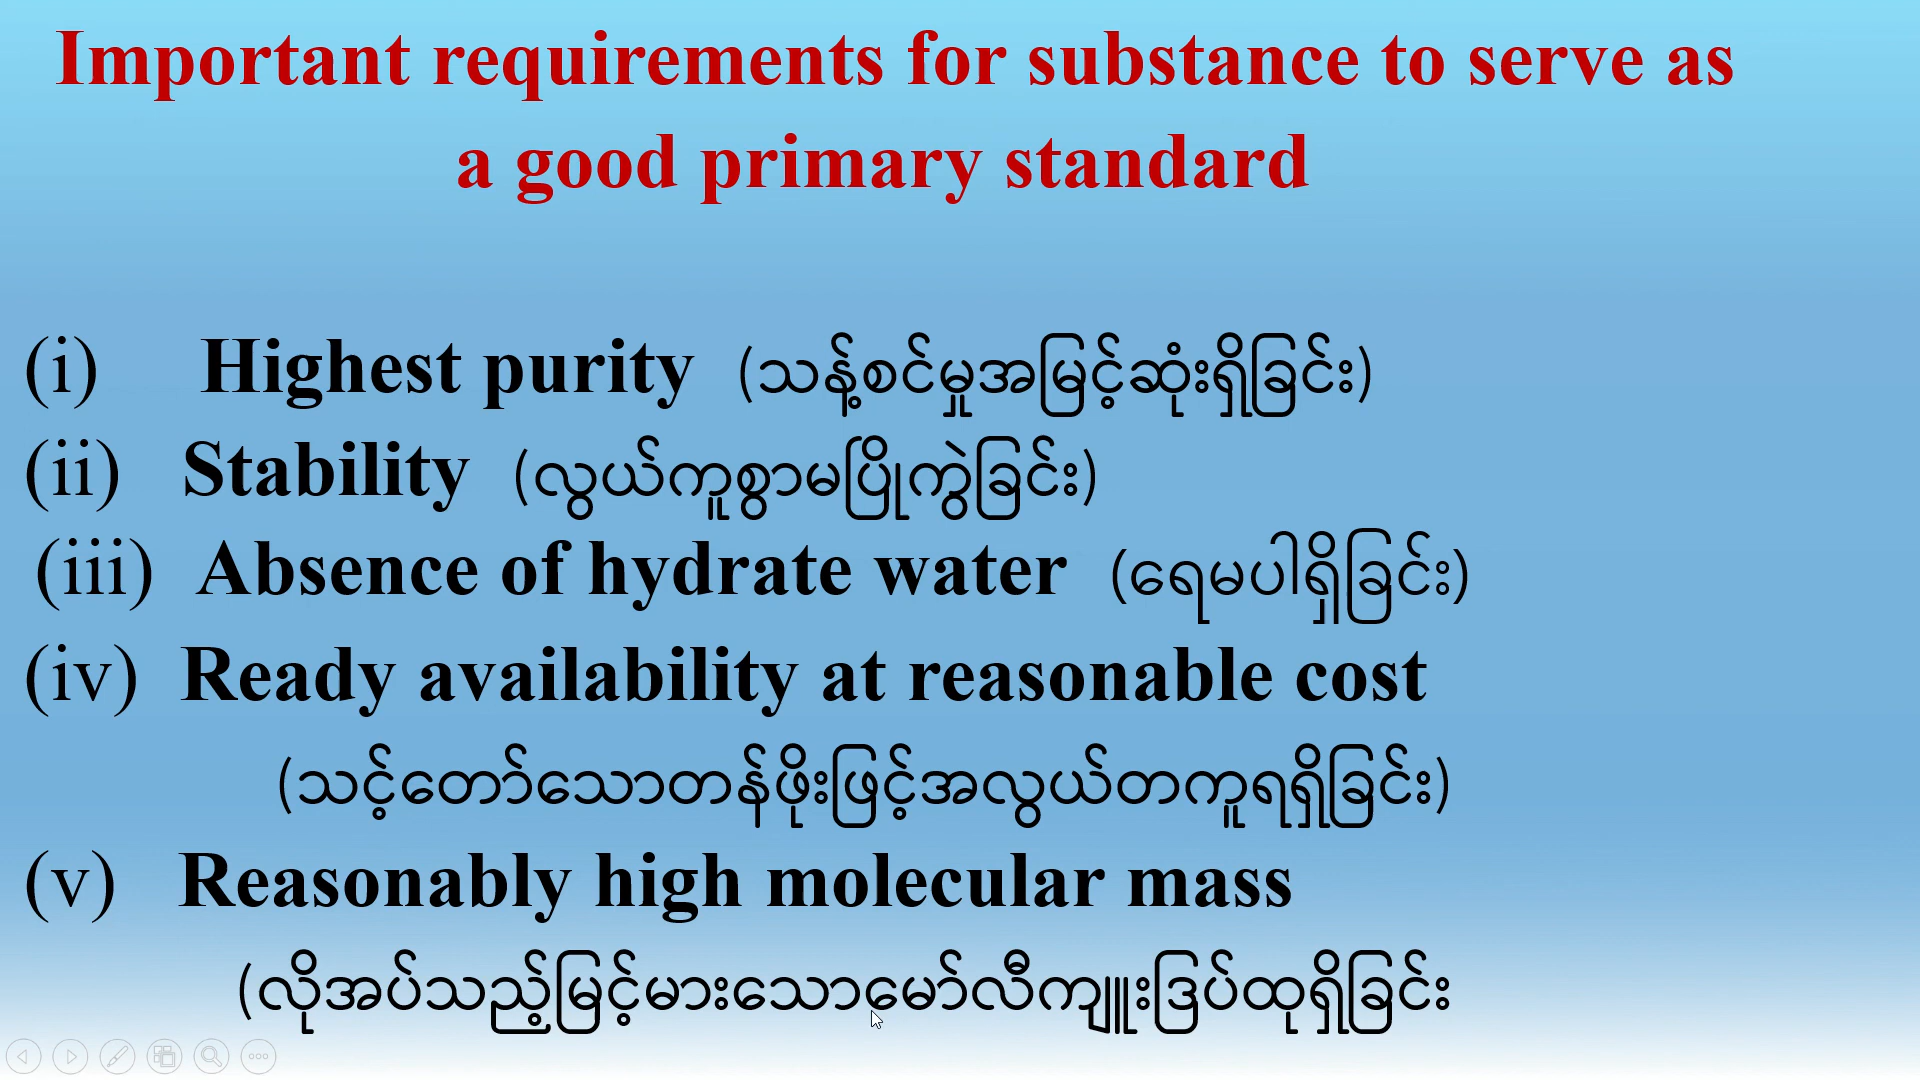 Important requirements for substance to serve as
a good primary standard
(i) Highest purity (သန့်စင်မှုအမြင့်ဆုံးရှိခြင်း)
(ii) Stability (လွယ်ကူစွာမပြိုကွဲခြင်း)
(iii) Absence of hydrate water (ရေမပါရှိခြင်း)
(iv) Ready availability at reasonable cost
(သင့်တော်သောတန်ဖိုးဖြင့်အလွယ်တကူရရှိခြင်း)
(v) Reasonably high molecular mass
(လိုအပ်သည့်မြင့်မားသောမော်လီကျူးဒြပ်ထုရှိခြင်း